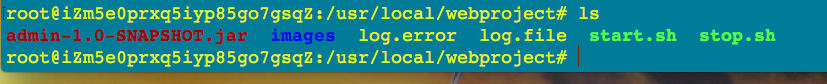 root@iZm5e0prxq5iyp85go7gsqZ:/usr/local/webproject# ls
admin-1.0-SNAPSHOT.jar images log.error log.file start.sh stop.sh
root@iZm5e0prxq5iyp85go7gsqZ:/usr/local/webproject#